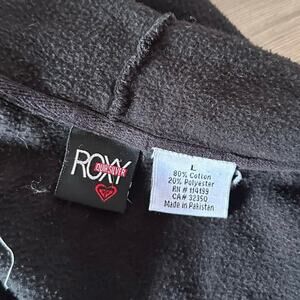 ROXY
QUIKSILVER
L
80% Cotton
20% Polyester
RN # 114199
CA# 32350
Made in Pakistan